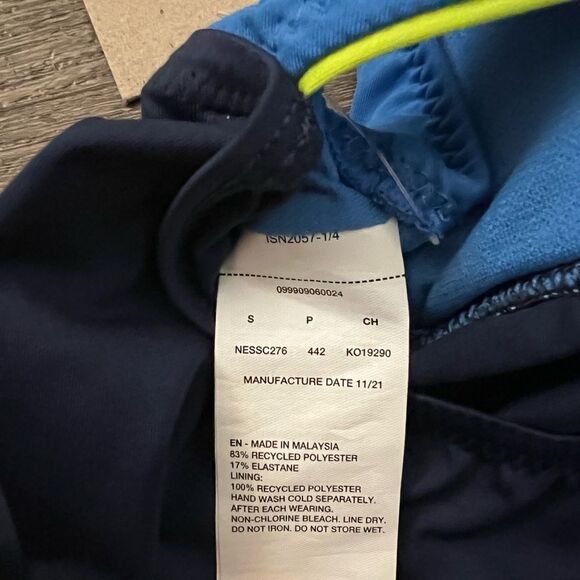 ISN2057-1/4
099909060024
S P CH
NESSC276 442 KO19290
MANUFACTURE DATE 11/21
EN - MADE IN MALAYSIA
83% RECYCLED POLYESTER
17% ELASTANE
LINING:
100% RECYCLED POLYESTER
HAND WASH COLD SEPARATELY.
AFTER EACH WEARING.
NON-CHLORINE BLEACH. LINE DRY.
DO NOT IRON. DO NOT STORE WET.